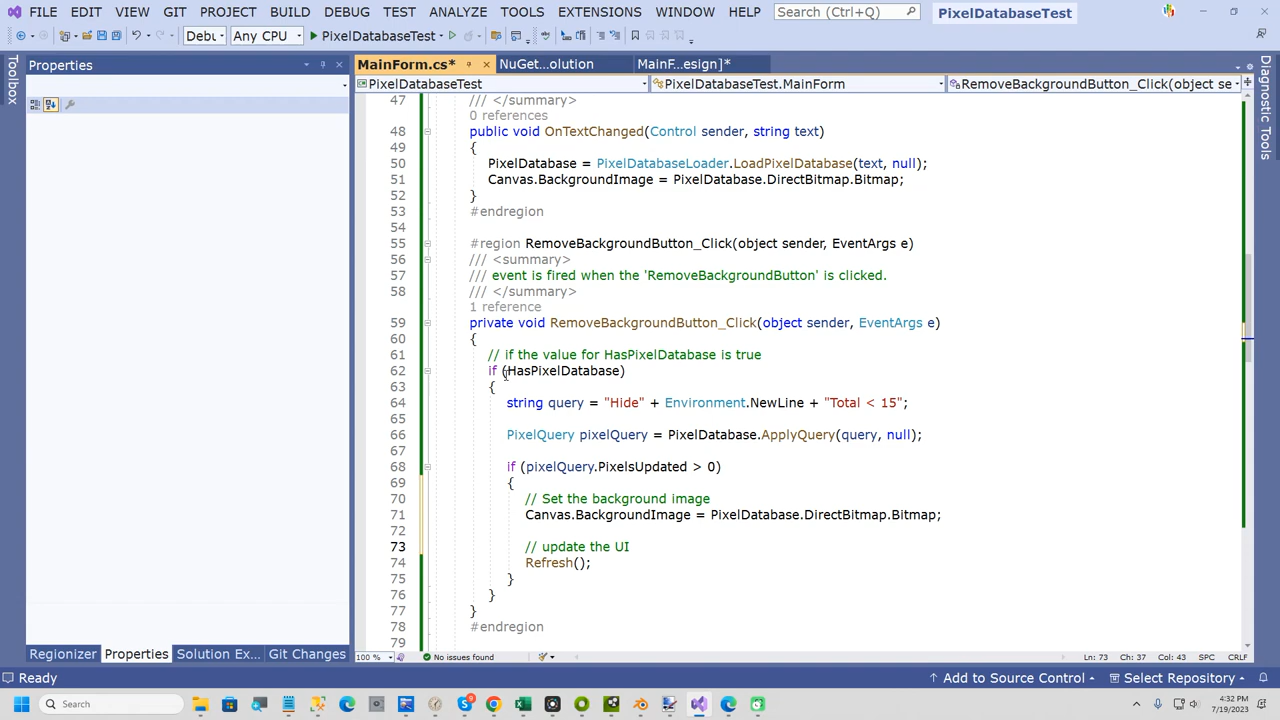 FILE EDIT VIEW GIT PROJECT BUILD DEBUG TEST ANALYZE TOOLS EXTENSIONS WINDOW HELP Search (Ctrl+Q) PixelDatabaseTest
Debu Any CPU PixelDatabaseTest
Toolbox Properties MainForm.cs* NuGet...olution MainF...esign]* Diagnostic Tools
PixelDatabaseTest PixelDatabaseTest.MainForm RemoveBackgroundButton_Click(object se
47 /// </summary>
0 references
48 public void OnTextChanged(Control sender, string text)
49 {
50 PixelDatabase = PixelDatabaseLoader.LoadPixelDatabase(text, null);
51 Canvas.BackgroundImage = PixelDatabase.DirectBitmap.Bitmap;
52 }
53 #endregion
54
55 #region RemoveBackgroundButton_Click(object sender, EventArgs e)
56 /// <summary>
57 /// event is fired when the 'RemoveBackgroundButton' is clicked.
58 /// </summary>
1 reference
59 private void RemoveBackgroundButton_Click(object sender, EventArgs e)
60 {
61 // if the value for HasPixelDatabase is true
62 if (HasPixelDatabase)
63 {
64 string query = "Hide" + Environment.NewLine + "Total < 15";
65
66 PixelQuery pixelQuery = PixelDatabase.ApplyQuery(query, null);
67
68 if (pixelQuery.PixelsUpdated > 0)
69 {
70 // Set the background image
71 Canvas.BackgroundImage = PixelDatabase.DirectBitmap.Bitmap;
72
73 // update the UI
74 Refresh();
75 }
76 }
77 }
78 #endregion
79
Regionizer Properties Solution Ex... Git Changes 100 % No issues found Ln: 73 Ch: 37 Col: 43 SPC CRLF
Ready Add to Source Control Select Repository
Search 9 4:32 PM
7/19/2023